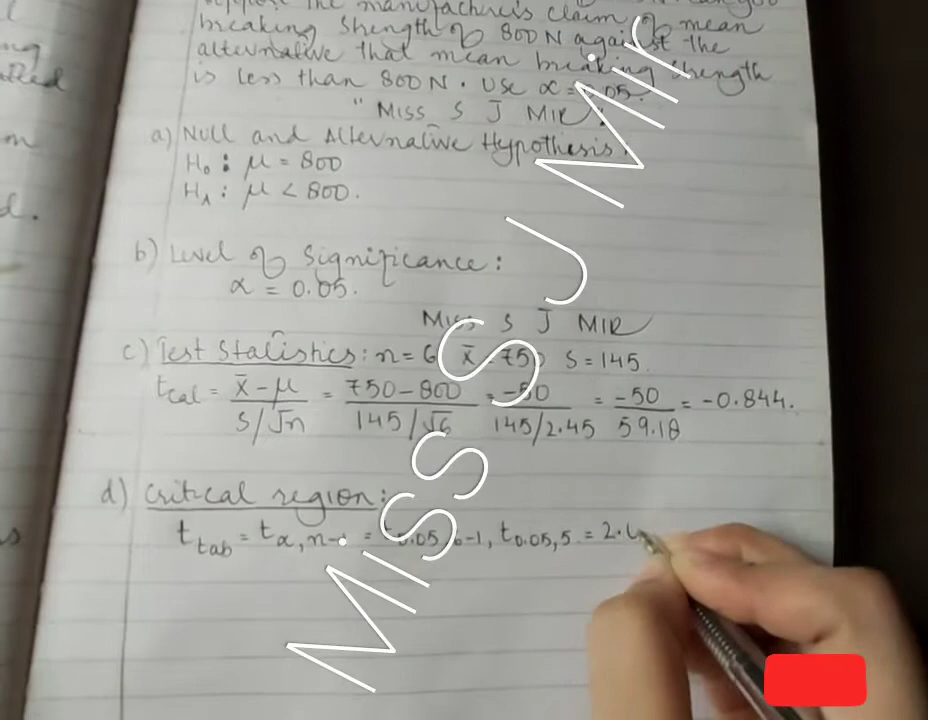 the manufacturer's claim of mean
breaking strength of 800 N against the
alternative that mean breaking strength
is less than 800 N. Use α = 0.05.
" MISS S J MIR
a) Null and Alternative Hypothesis.
H₀ : μ = 800
H₁ : μ < 800.
b) Level of Significance:
α = 0.05.
MISS S J MIR
c) Test Statistics: n = 6 x̄ = 750 S = 145.
t_cal = x̄ - μ / S/√n = 750 - 800 / 145/√6 = -50 / 145/2.45 = -50 / 59.18 = -0.844.
d) Critical region:
t_tab = t_α, n-1 = t_0.05, 6-1, t_0.05, 5 = 2.
MISS S J MIR